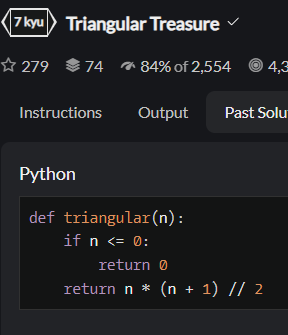 7 kyu Triangular Treasure
279 74 84% of 2,554 4,3
Instructions Output Past Solu
Python
def triangular(n):
    if n <= 0:
        return 0
    return n * (n + 1) // 2